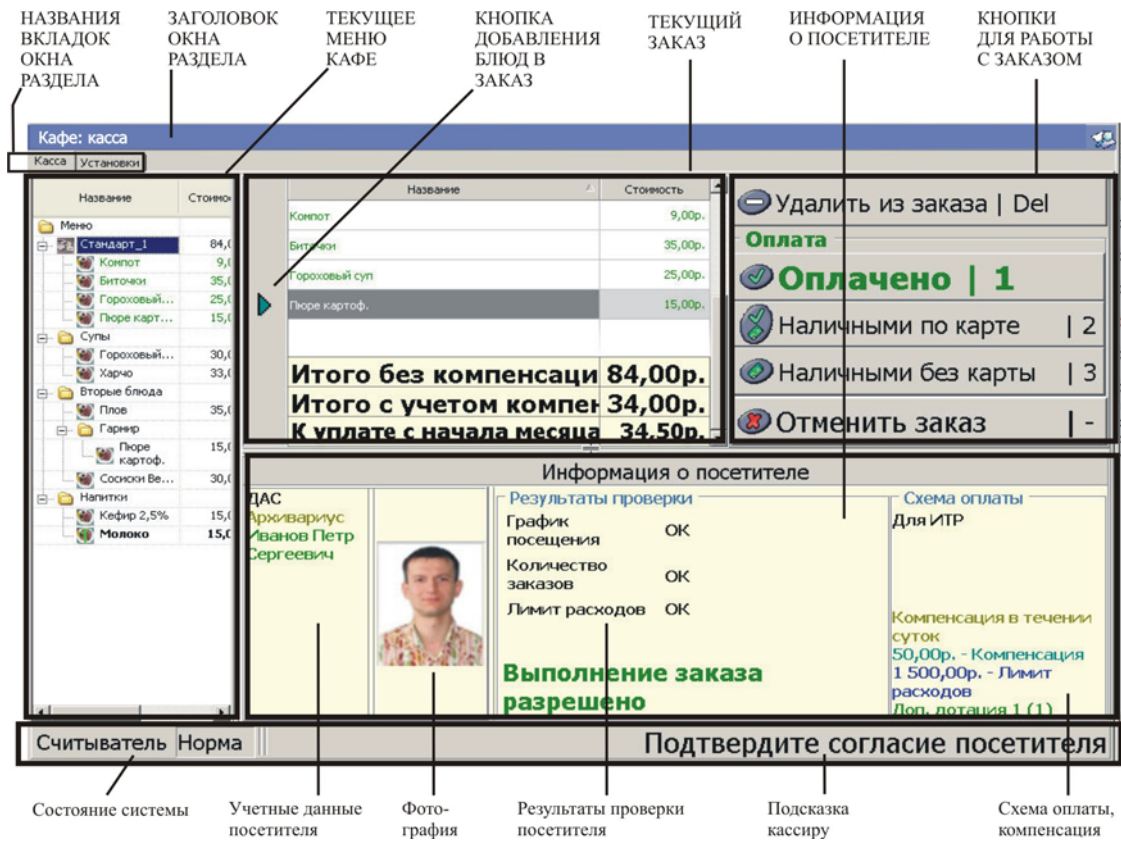 НАЗВАНИЯ
ВКЛАДОК
ОКНА
РАЗДЕЛА
ЗАГОЛОВОК
ОКНА
РАЗДЕЛА
ТЕКУЩЕЕ
МЕНЮ
КАФЕ
КНОПКА
ДОБАВЛЕНИЯ
БЛЮД В
ЗАКАЗ
ТЕКУЩИЙ
ЗАКАЗ
ИНФОРМАЦИЯ
О ПОСЕТИТЕЛЕ
КНОПКИ
ДЛЯ РАБОТЫ
С ЗАКАЗОМ
Кафе: касса
Касса Установки
Название Стоимос
Меню
Стандарт_1 84,0
Компот 9,0
Биточки 35,0
Гороховый... 25,0
Пюре карт... 15,0
Супы
Гороховый... 30,0
Харчо 33,0
Вторые блюда
Плов 35,0
Гарнир
Пюре картоф. 15,0
Сосиски Ве... 30,0
Напитки
Кефир 2,5% 15,0
Молоко 15,0
Название Стоимость
Компот 9,00р.
Биточки 35,00р.
Гороховый суп 25,00р.
Пюре картоф. 15,00р.
Итого без компенсаци 84,00р.
Итого с учетом компен 34,00р.
К уплате с начала месяца 34,50р.
Удалить из заказа | Del
Оплата
Оплачено | 1
Наличными по карте | 2
Наличными без карты | 3
Отменить заказ | -
Информация о посетителе
ДАС
Архивариус
Иванов Петр
Сергеевич
Результаты проверки
График
посещения ОК
Количество
заказов ОК
Лимит расходов ОК
Выполнение заказа
разрешено
Схема оплаты
Для ИТР
Компенсация в течении
суток
50,00р. - Компенсация
1 500,00р. - Лимит
расходов
Доп. дотация 1 (1)
Считыватель Норма
Подтвердите согласие посетителя
Состояние системы
Учетные данные
посетителя
Фото-
графия
Результаты проверки
посетителя
Подсказка
кассиру
Схема оплаты,
компенсация